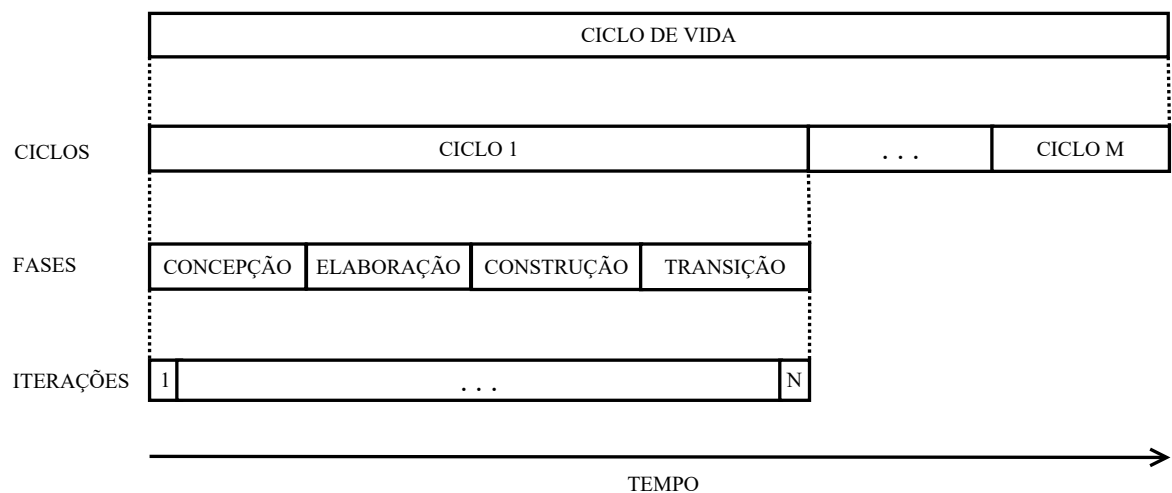 CICLO DE VIDA
CICLOS CICLO 1 . . . CICLO M
FASES CONCEPÇÃO ELABORAÇÃO CONSTRUÇÃO TRANSIÇÃO
ITERAÇÕES 1 . . . N
TEMPO